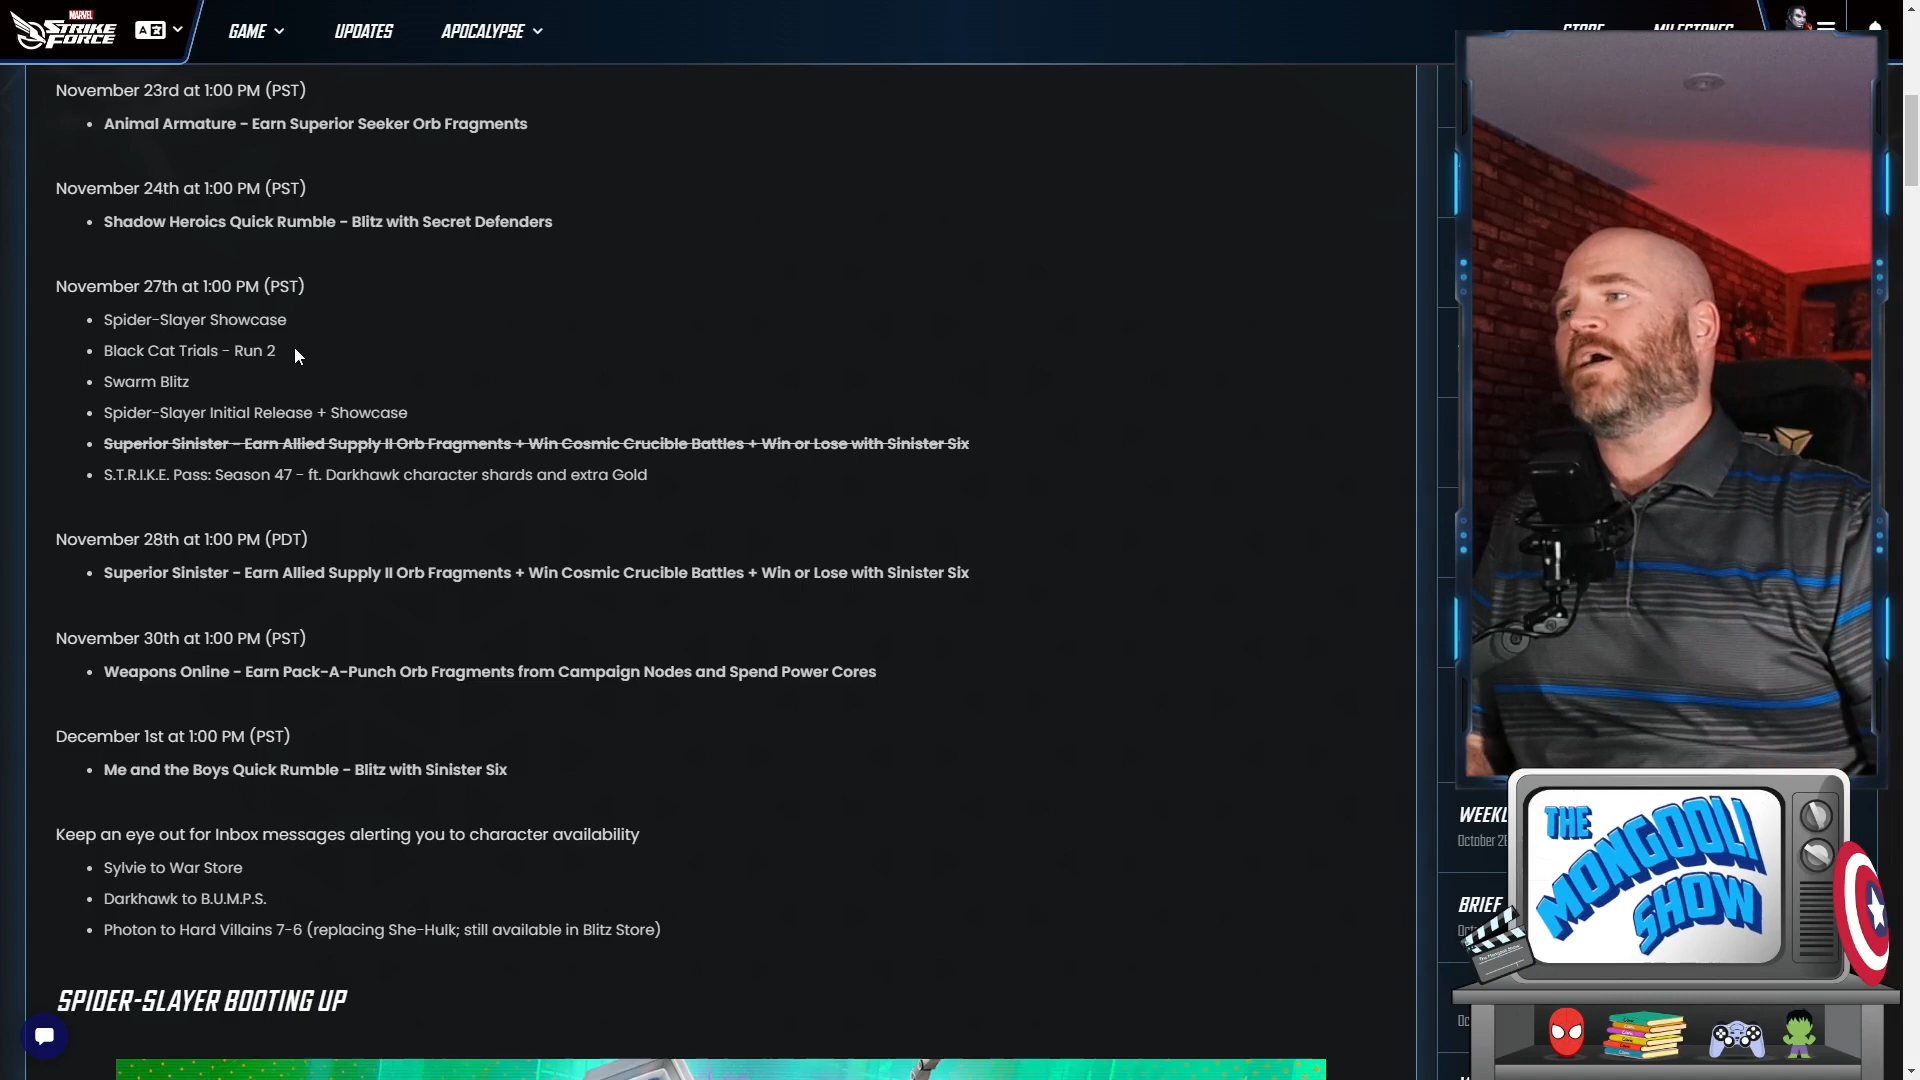 MARVEL
STRIKE
FORCE
GAME
UPDATES
APOCALYPSE
STORE
MILESTONES
November 23rd at 1:00 PM (PST)
• Animal Armature - Earn Superior Seeker Orb Fragments
November 24th at 1:00 PM (PST)
• Shadow Heroics Quick Rumble - Blitz with Secret Defenders
November 27th at 1:00 PM (PST)
• Spider-Slayer Showcase
• Black Cat Trials - Run 2
• Swarm Blitz
• Spider-Slayer Initial Release + Showcase
• Superior Sinister - Earn Allied Supply II Orb Fragments + Win Cosmic Crucible Battles + Win or Lose with Sinister Six
• S.T.R.I.K.E. Pass: Season 47 - ft. Darkhawk character shards and extra Gold
November 28th at 1:00 PM (PDT)
• Superior Sinister - Earn Allied Supply II Orb Fragments + Win Cosmic Crucible Battles + Win or Lose with Sinister Six
November 30th at 1:00 PM (PST)
• Weapons Online - Earn Pack-A-Punch Orb Fragments from Campaign Nodes and Spend Power Cores
December 1st at 1:00 PM (PST)
• Me and the Boys Quick Rumble - Blitz with Sinister Six
Keep an eye out for Inbox messages alerting you to character availability
• Sylvie to War Store
• Darkhawk to B.U.M.P.S.
• Photon to Hard Villains 7-6 (replacing She-Hulk; still available in Blitz Store)
SPIDER-SLAYER BOOTING UP
WEEKL
October 28
BRIEF
THE
MONGOOLI
SHOW